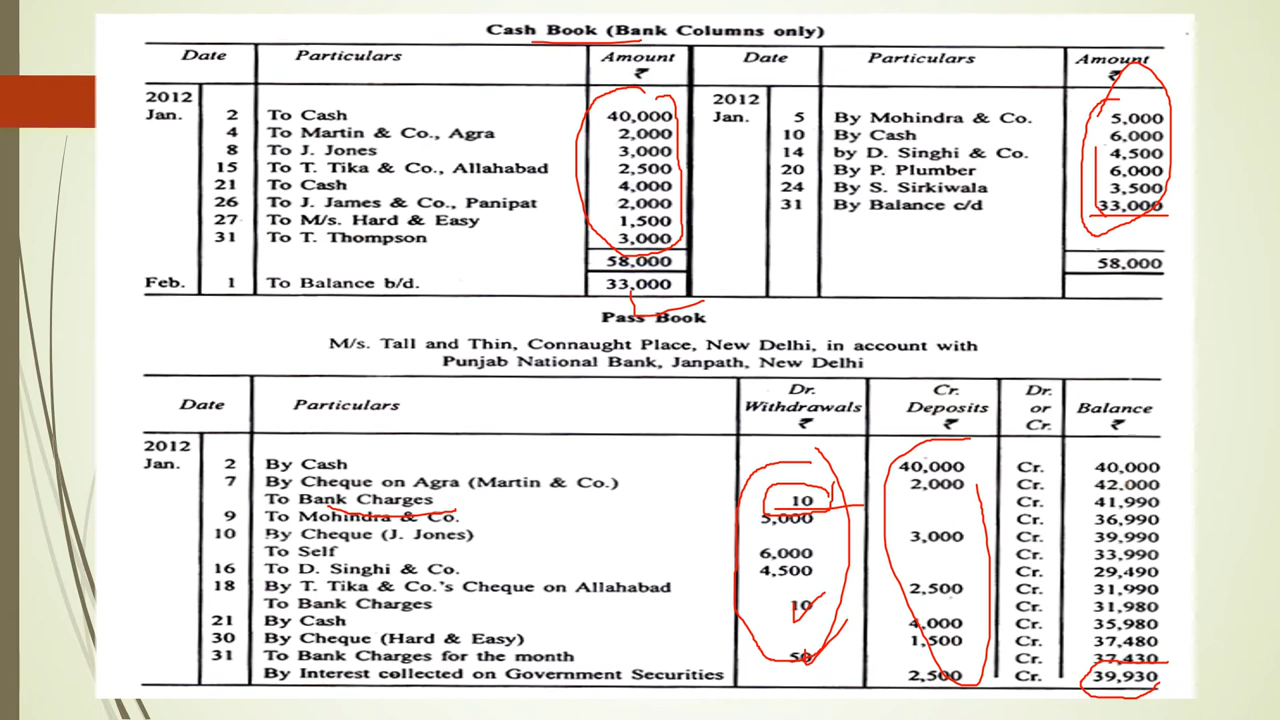 Cash Book (Bank Columns only)
Date Particulars Amount Date Particulars Amount
₹ ₹
2012 2012
Jan. 2 To Cash 40,000 Jan. 5 By Mohindra & Co. 5,000
4 To Martin & Co., Agra 2,000 10 By Cash 6,000
8 To J. Jones 3,000 14 by D. Singhi & Co. 4,500
15 To T. Tika & Co., Allahabad 2,500 20 By P. Plumber 6,000
21 To Cash 4,000 24 By S. Sirkiwala 3,500
26 To J. James & Co., Panipat 2,000 31 By Balance c/d 33,000
27 To M/s. Hard & Easy 1,500
31 To T. Thompson 3,000
58,000 58,000
Feb. 1 To Balance b/d. 33,000
Pass Book
M/s. Tall and Thin, Connaught Place, New Delhi, in account with
Punjab National Bank, Janpath, New Delhi
Date Particulars Dr. Withdrawals ₹ Cr. Deposits ₹ Dr. or Cr. Balance ₹
2012
Jan. 2 By Cash 40,000 Cr. 40,000
7 By Cheque on Agra (Martin & Co.) 2,000 Cr. 42,000
To Bank Charges 10 Cr. 41,990
9 To Mohindra & Co. 5,000 Cr. 36,990
10 By Cheque (J. Jones) 3,000 Cr. 39,990
To Self 6,000 Cr. 33,990
16 To D. Singhi & Co. 4,500 Cr. 29,490
18 By T. Tika & Co.'s Cheque on Allahabad 2,500 Cr. 31,990
To Bank Charges 10 Cr. 31,980
21 By Cash 4,000 Cr. 35,980
30 By Cheque (Hard & Easy) 1,500 Cr. 37,480
31 To Bank Charges for the month 50 Cr. 37,430
By Interest collected on Government Securities 2,500 Cr. 39,930